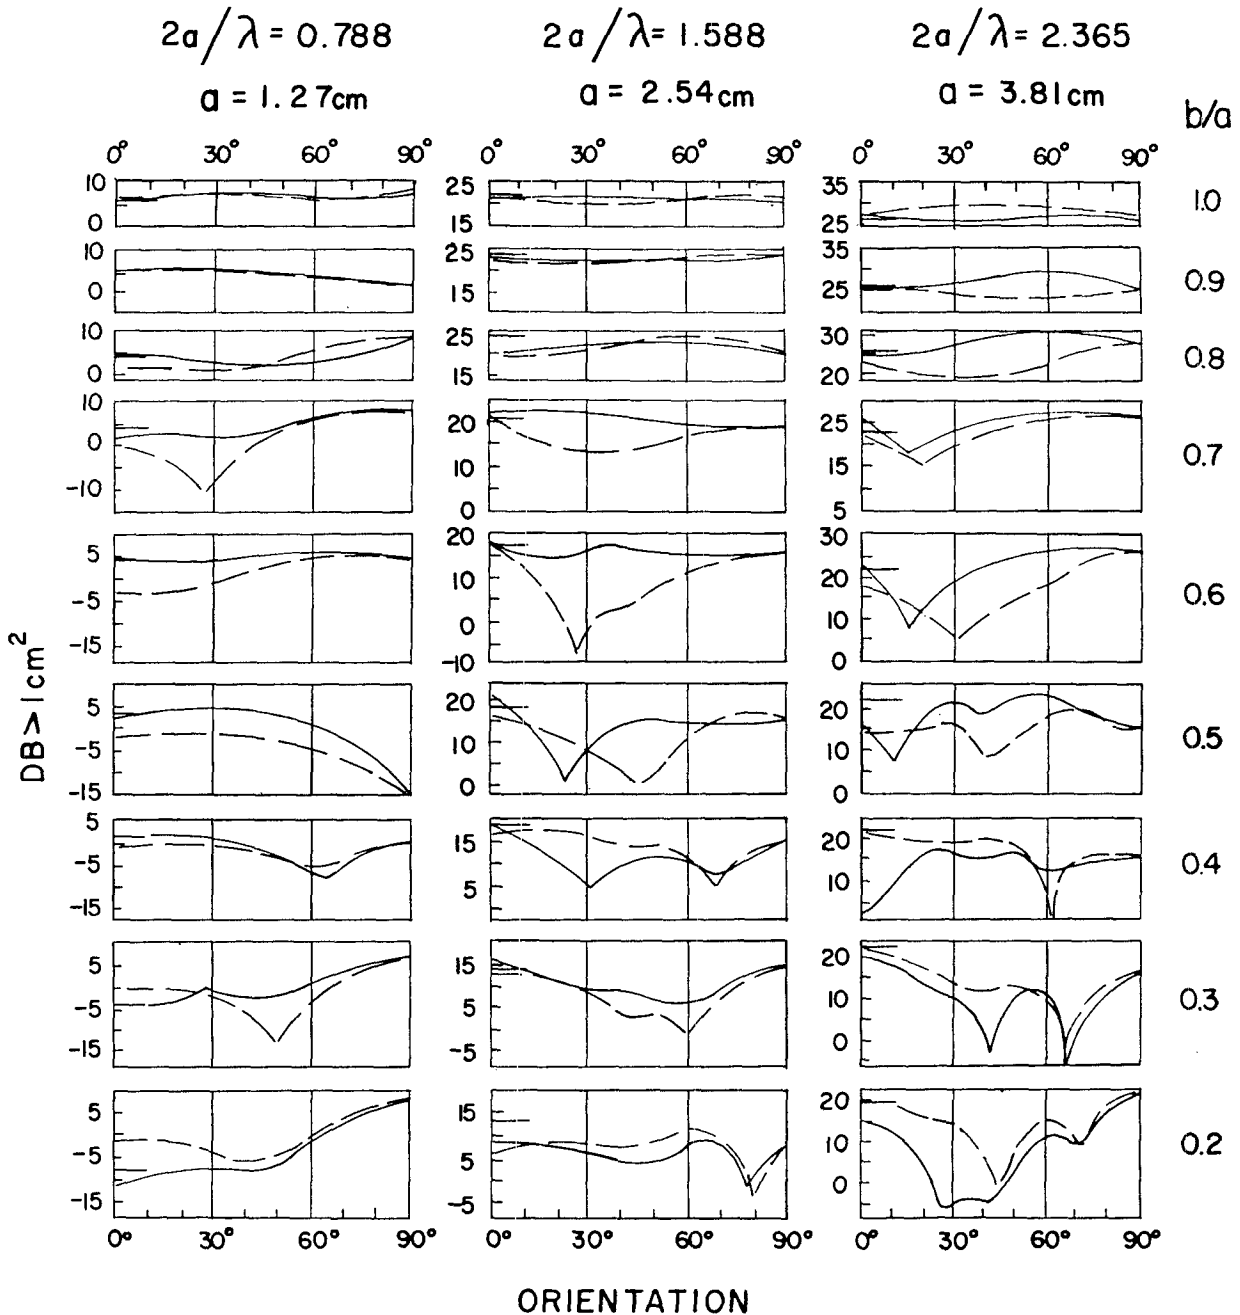 2a/λ = 0.788 2a/λ = 1.588 2a/λ = 2.365
a = 1.27cm a = 2.54cm a = 3.81cm
b/a
0° 30° 60° 90° 0° 30° 60° 90° 0° 30° 60° 90°
10 0 25 15 35 25 1.0
10 0 25 10 35 25 0.9
10 0 25 15 30 20 0.8
10 0 -10 20 10 0 25 15 5 0.7
5 -5 -15 20 10 0 -10 30 20 10 0 0.6
5 -5 -15 20 10 0 20 10 0 0.5
5 -5 -15 15 5 20 10 0.4
5 -5 -15 15 5 -5 20 10 0 0.3
5 -5 -15 15 5 -5 20 10 0 0.2
DB > 1cm²
0° 30° 60° 90° 0° 30° 60° 90° 0° 30° 60° 90°
ORIENTATION